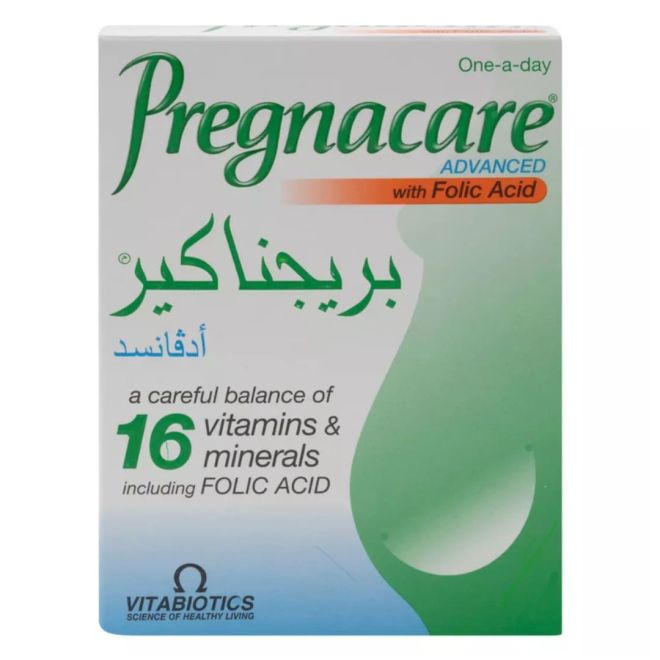 One-a-day
Pregnacare®
ADVANCED
with Folic Acid
بريجناكير
أدڤانسد
a careful balance of
16 vitamins &
minerals
including FOLIC ACID
VITABIOTICS
SCIENCE OF HEALTHY LIVING